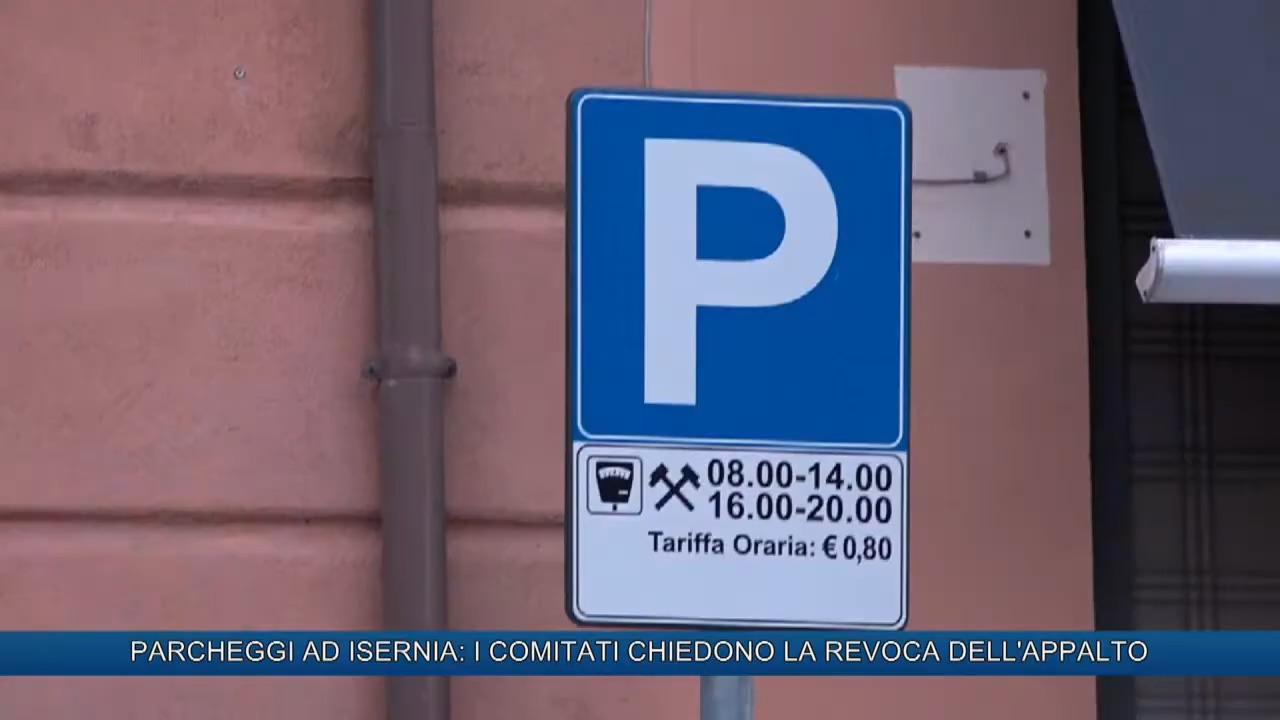 P
08.00-14.00
16.00-20.00
Tariffa Oraria: € 0,80
PARCHEGGI AD ISERNIA: I COMITATI CHIEDONO LA REVOCA DELL'APPALTO